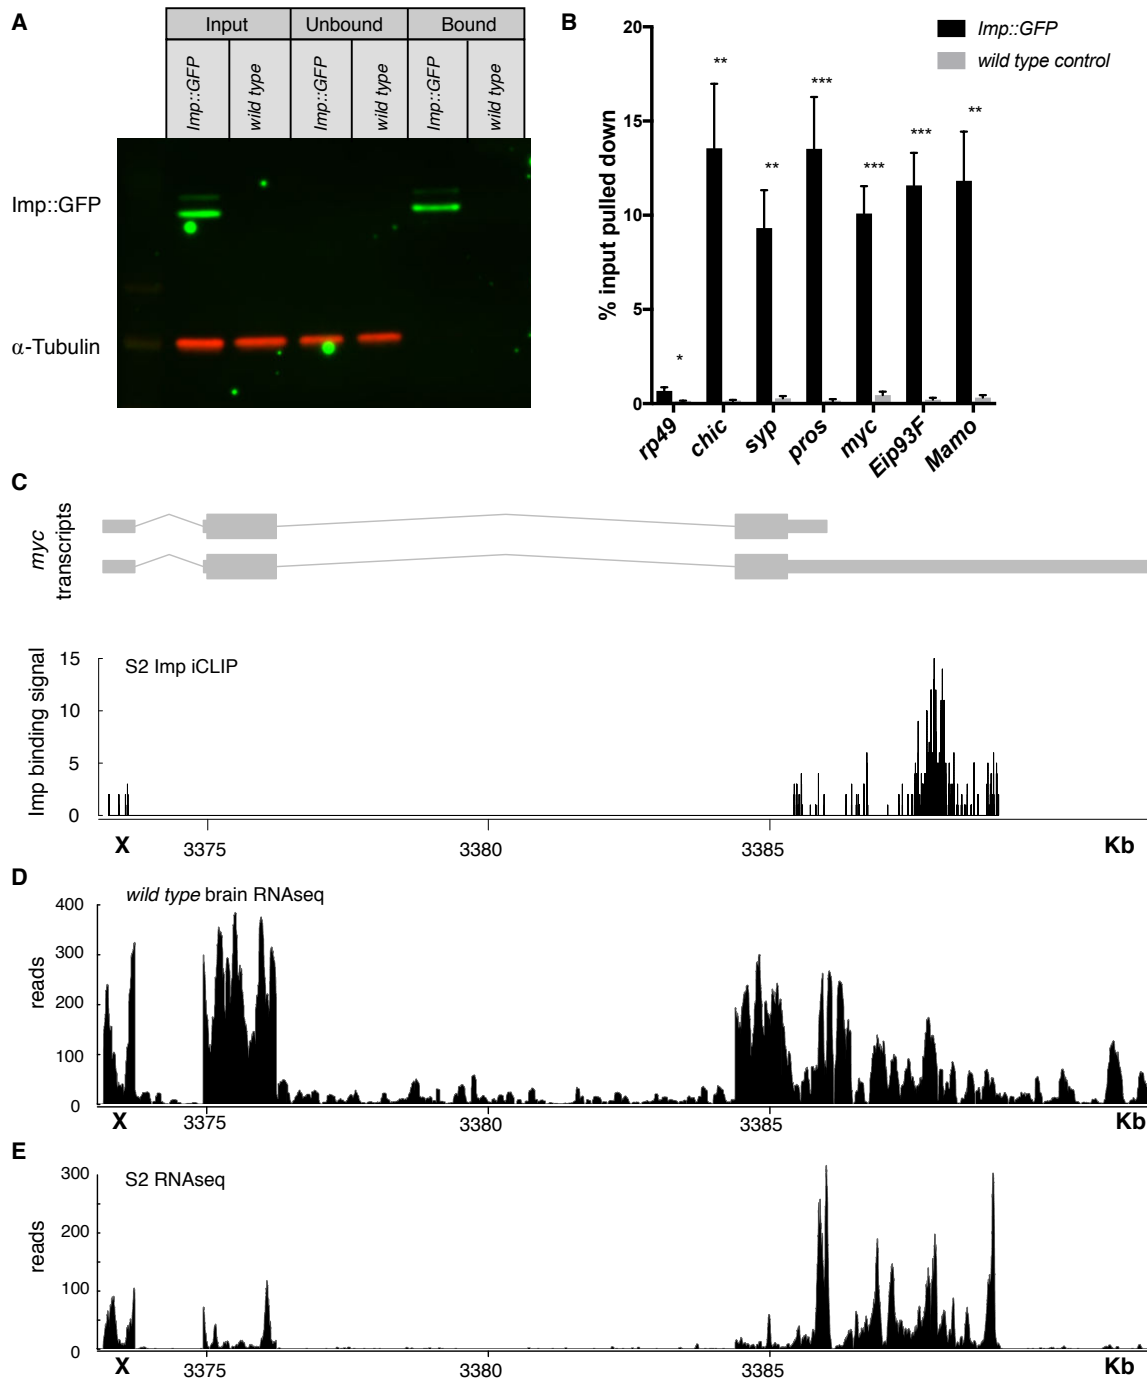 A
Input Unbound Bound
Imp::GFP wild type Imp::GFP wild type Imp::GFP wild type
Imp::GFP
α-Tubulin
B
Imp::GFP
wild type control
% input pulled down
20
15
10
5
0
* ** ** *** *** *** **
rp49 chic syp pros myc Eip93F Mamo
C
myc
transcripts
S2 Imp iCLIP
Imp binding signal
15
10
5
0
X 3375 3380 3385 Kb
D
wild type brain RNAseq
reads
400
300
200
100
0
X 3375 3380 3385 Kb
E
S2 RNAseq
reads
300
200
100
0
X 3375 3380 3385 Kb